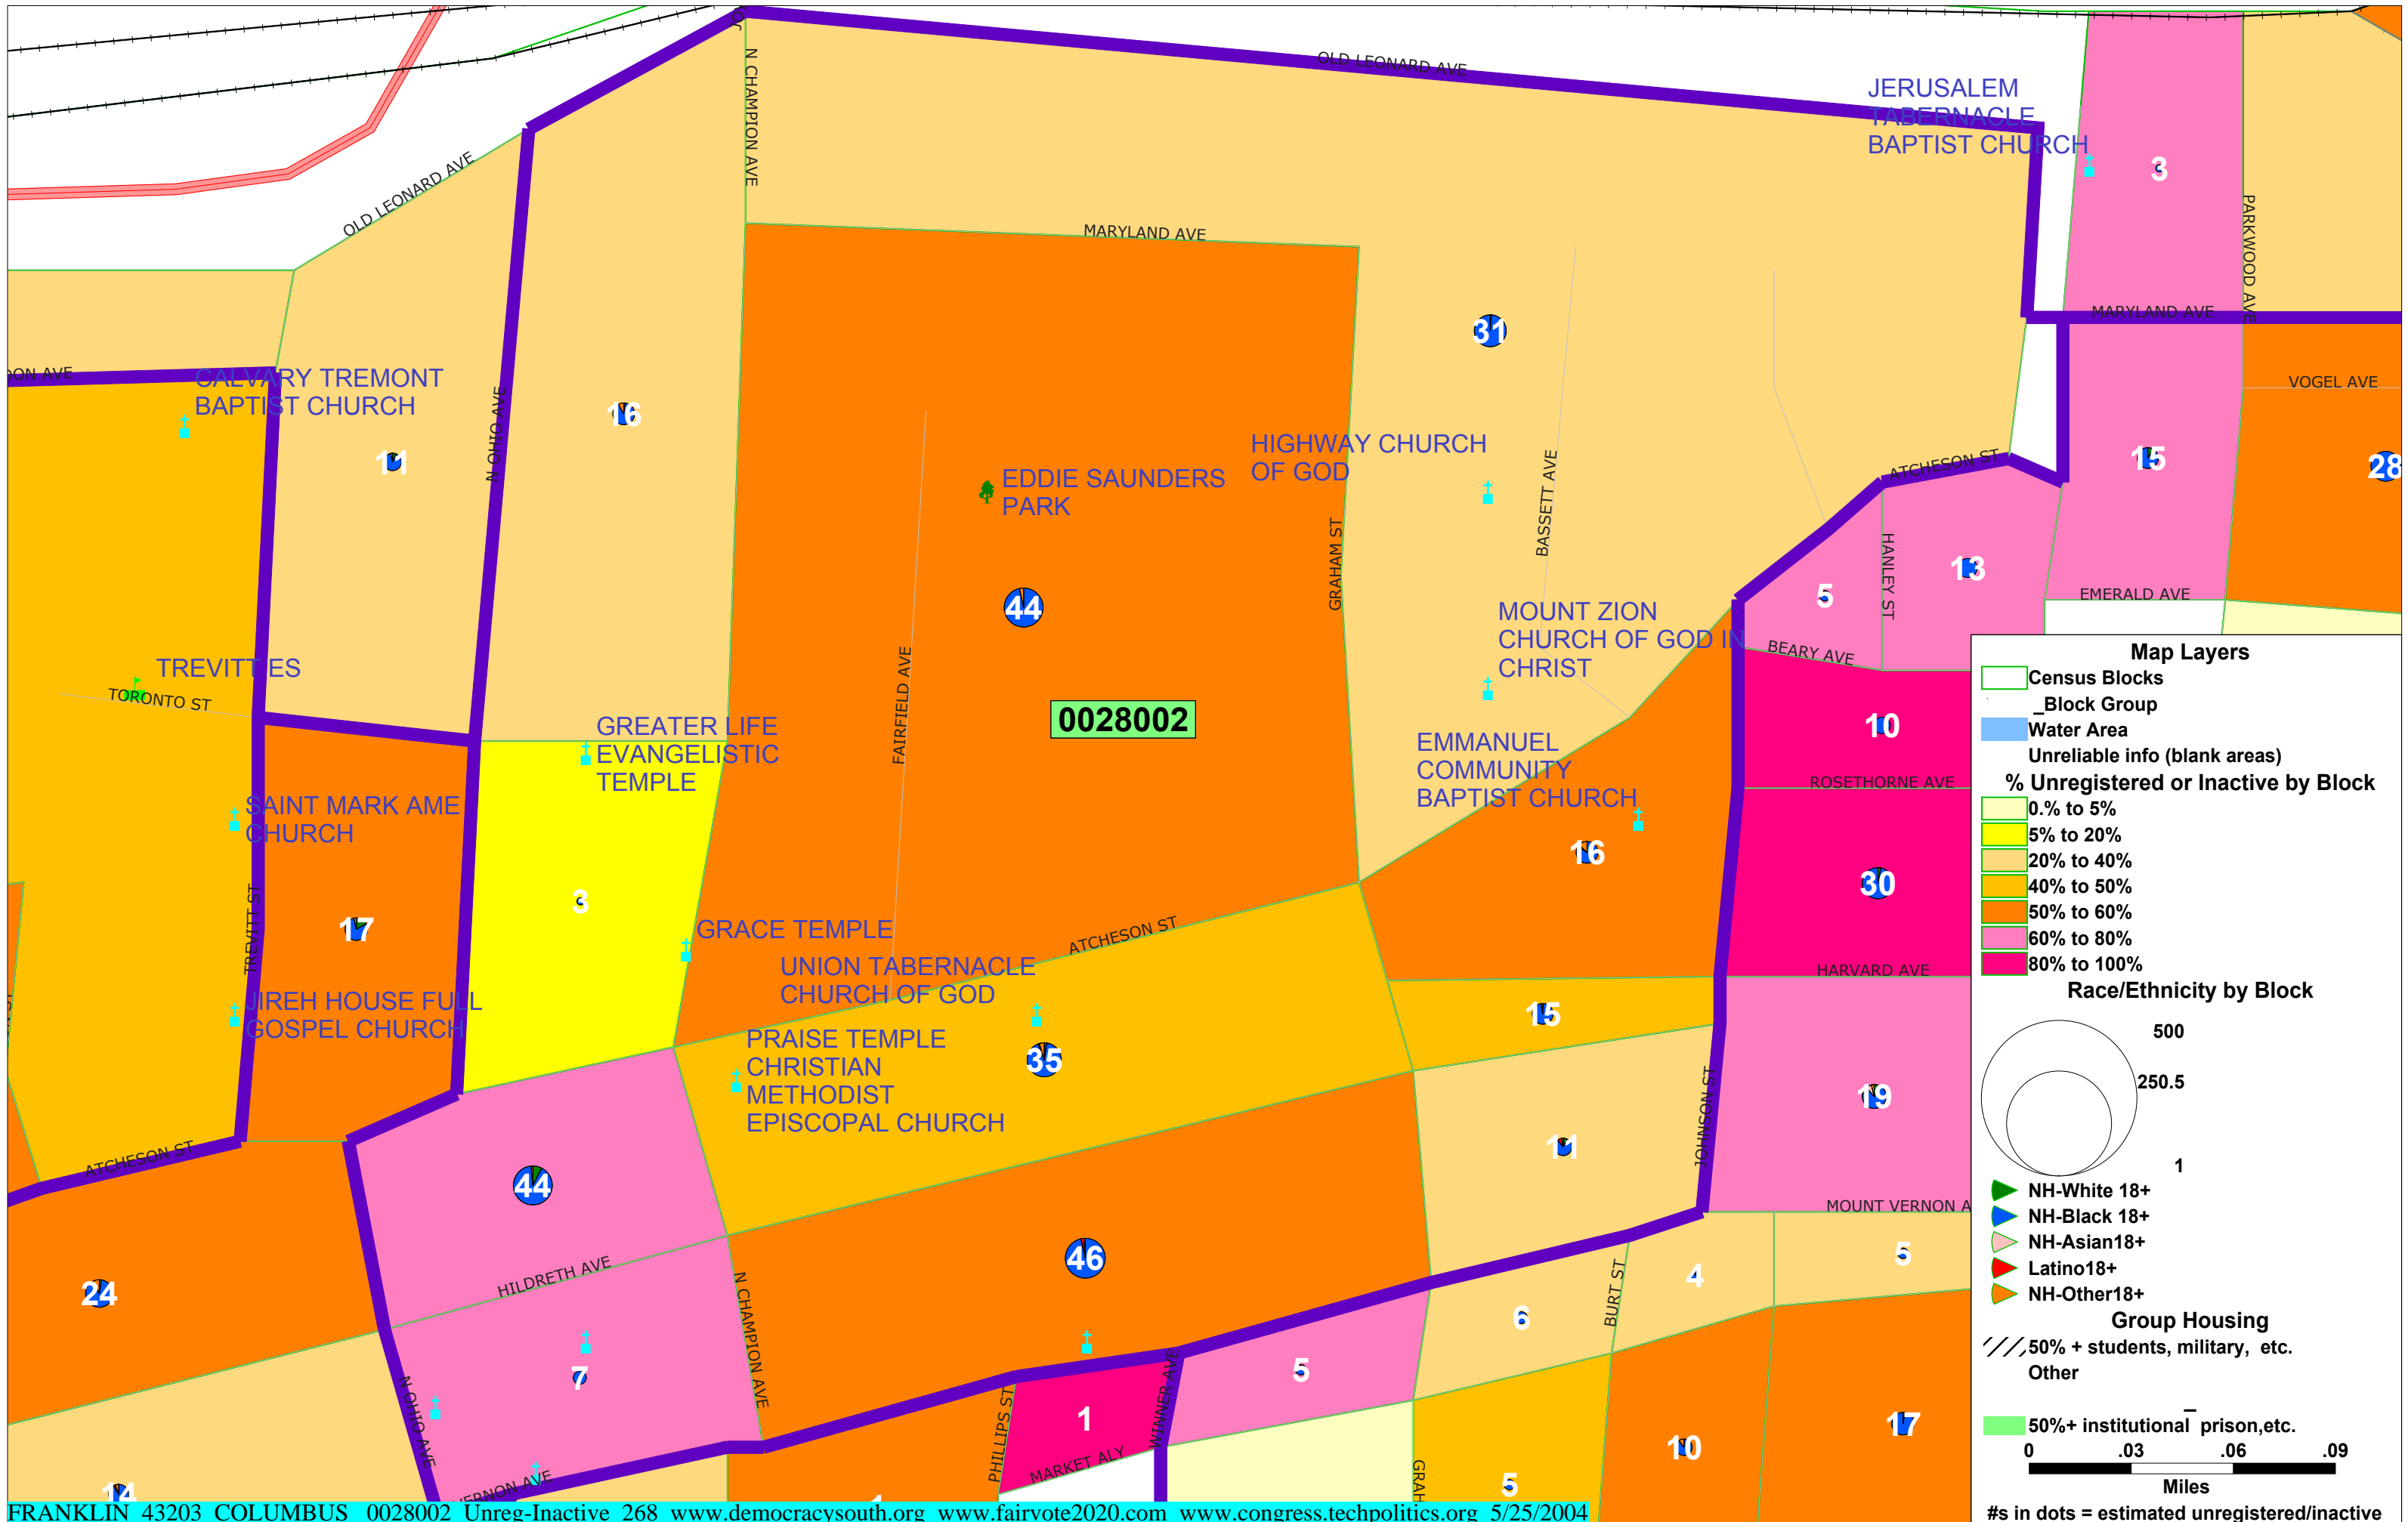 OLD LEONARD AVE
N CHAMPION AVE
JERUSALEM
TABERNACLE
BAPTIST CHURCH
3
OLD LEONARD AVE
PARKWOOD AVE
MARYLAND AVE
MARYLAND AVE
31
CALVARY TREMONT
BAPTIST CHURCH
VOGEL AVE
16
11
N OHIO AVE
HIGHWAY CHURCH
OF GOD
BASSETT AVE
ATCHESON ST
15
28
EDDIE SAUNDERS
PARK
GRAHAM ST
HANLEY ST
13
5
EMERALD AVE
44
MOUNT ZION
CHURCH OF GOD IN
CHRIST
BEARY AVE
TREVITT ES
TORONTO ST
FAIRFIELD AVE
0028002
GREATER LIFE
EVANGELISTIC
TEMPLE
EMMANUEL
COMMUNITY
BAPTIST CHURCH
10
ROSETHORNE AVE
SAINT MARK AME
CHURCH
16
30
3
17
TREVITT ST
GRACE TEMPLE
ATCHESON ST
UNION TABERNACLE
CHURCH OF GOD
HARVARD AVE
JIREH HOUSE FULL
GOSPEL CHURCH
15
PRAISE TEMPLE
CHRISTIAN
METHODIST
EPISCOPAL CHURCH
35
19
JOHNSON ST
11
ATCHESON ST
44
MOUNT VERNON A
HILDRETH AVE
46
5
4
24
N CHAMPION AVE
BURT ST
6
7
5
N OHIO AVE
PHILLIPS ST
1
WINNER AVE
MARKET ALY
17
10
GRAH
5
14
VERNON AVE
Map Layers
Census Blocks
_Block Group
Water Area
Unreliable info (blank areas)
% Unregistered or Inactive by Block
0.% to 5%
5% to 20%
20% to 40%
40% to 50%
50% to 60%
60% to 80%
80% to 100%
Race/Ethnicity by Block
500
250.5
1
NH-White 18+
NH-Black 18+
NH-Asian18+
Latino18+
NH-Other18+
Group Housing
50% + students, military, etc.
Other
50%+ institutional prison,etc.
0 .03 .06 .09
Miles
#s in dots = estimated unregistered/inactive
FRANKLIN 43203 COLUMBUS 0028002 Unreg-Inactive 268 www.democracysouth.org www.fairvote2020.com www.congress.techpolitics.org 5/25/2004